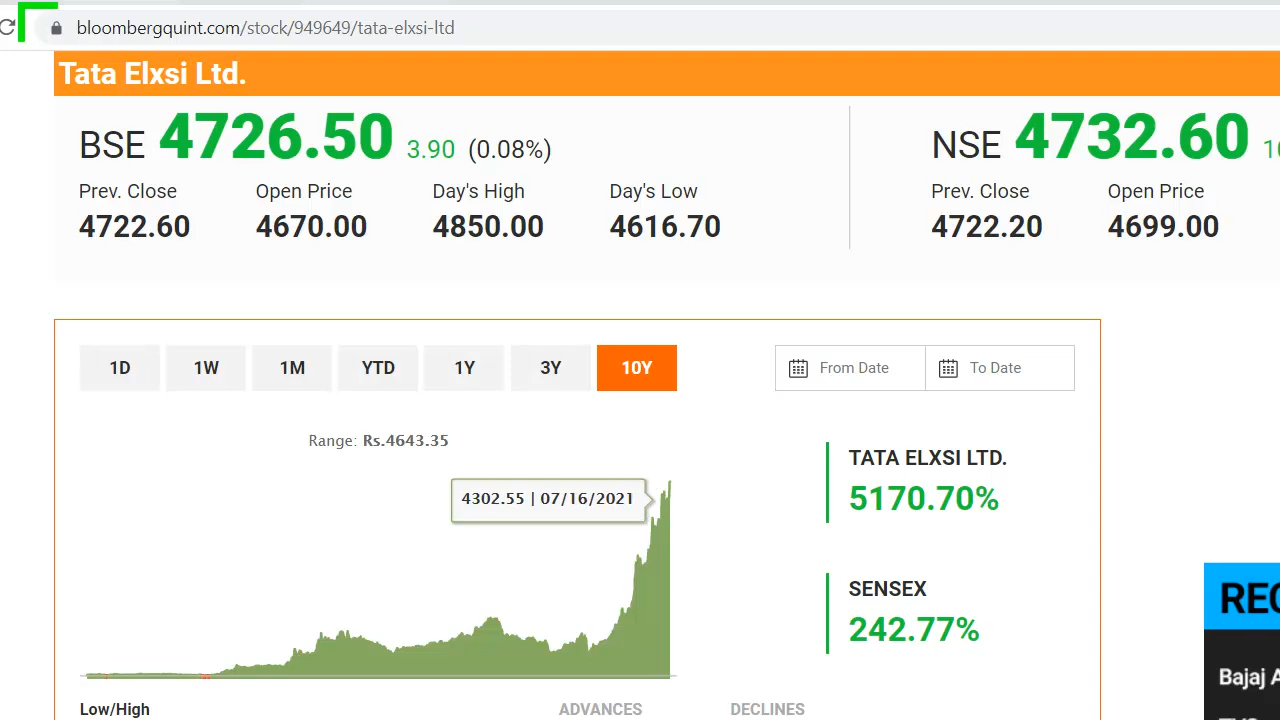 bloombergquint.com/stock/949649/tata-elxsi-ltd
Tata Elxsi Ltd.
BSE 4726.50 3.90 (0.08%)
Prev. Close Open Price Day's High Day's Low
4722.60 4670.00 4850.00 4616.70
NSE 4732.60
Prev. Close Open Price
4722.20 4699.00
1D 1W 1M YTD 1Y 3Y 10Y
From Date To Date
Range: Rs.4643.35
4302.55 | 07/16/2021
TATA ELXSI LTD.
5170.70%
SENSEX
242.77%
Low/High ADVANCES DECLINES
Bajaj